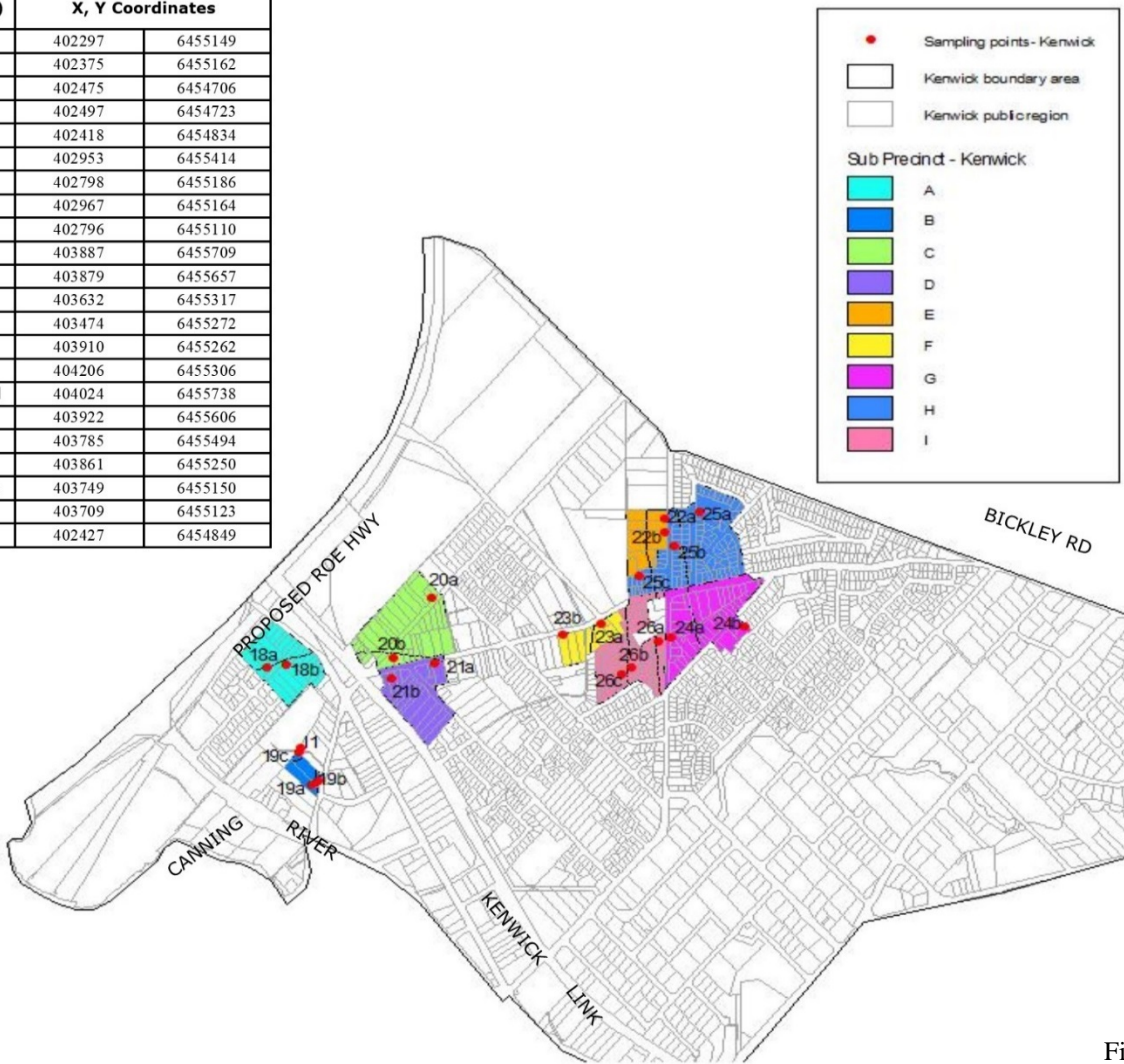 )
X, Y Coordinates
402297 6455149
402375 6455162
402475 6454706
402497 6454723
402418 6454834
402953 6455414
402798 6455186
402967 6455164
402796 6455110
403887 6455709
403879 6455657
403632 6455317
403474 6455272
403910 6455262
404206 6455306
404024 6455738
403922 6455606
403785 6455494
403861 6455250
403749 6455150
403709 6455123
402427 6454849
Sampling points- Kenwick
Kenwick boundary area
Kenwick public region
Sub Precinct - Kenwick
A
B
C
D
E
F
G
H
I
BICKLEY RD
PROPOSED ROE HWY
22a
25a
22b
25b
25c
20a
23b
23a
26a
24a
24b
20b
21a
26b
26c
18a
18b
21b
11
19c
19a
19b
CANNING
RIVER
KENWICK
LINK
Fi